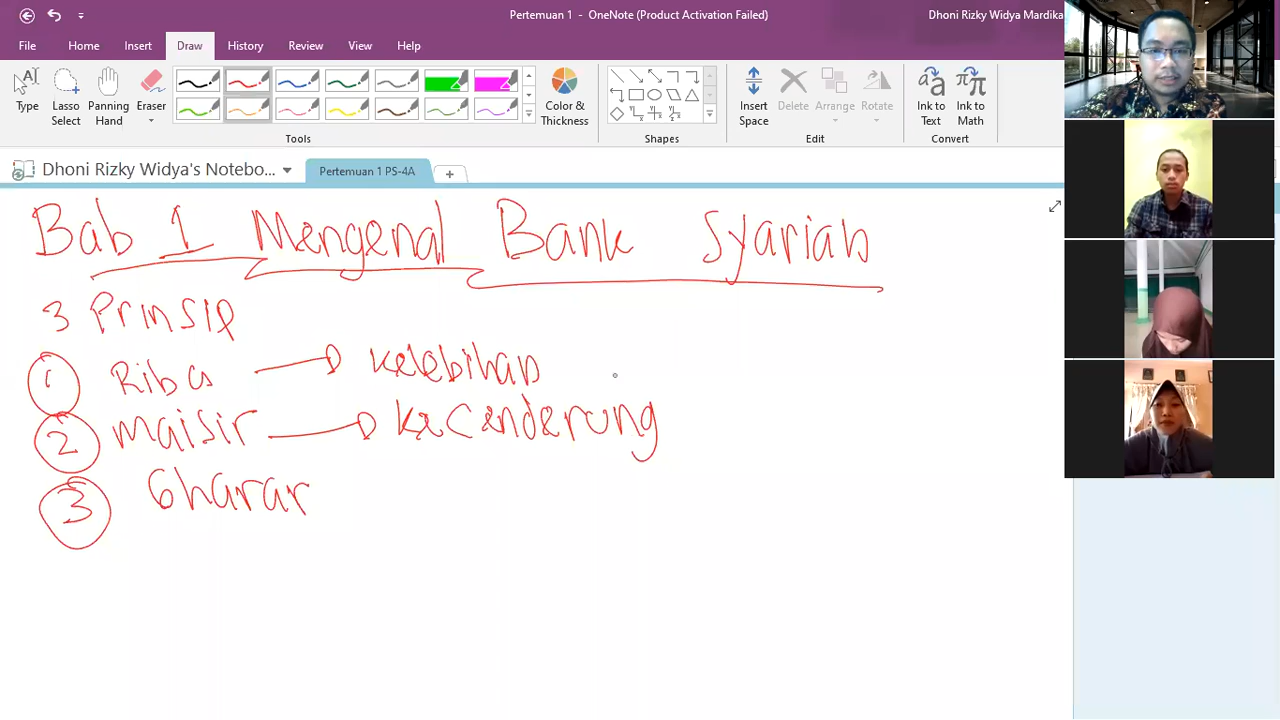 Pertemuan 1 - OneNote (Product Activation Failed)
Dhoni Rizky Widya Mardika
File Home Insert Draw History Review View Help
Type
Lasso Select
Panning Hand
Eraser
Color & Thickness
Insert Space
Delete
Arrange
Rotate
Ink to Text
Ink to Math
Tools
Shapes
Edit
Convert
Dhoni Rizky Widya's Notebo...
Pertemuan 1 PS-4A
Bab 1 Mengenal Bank Syariah
3 Prinsip
1 Riba → kelebihan
2 Maisir → kecenderung
3 Gharar